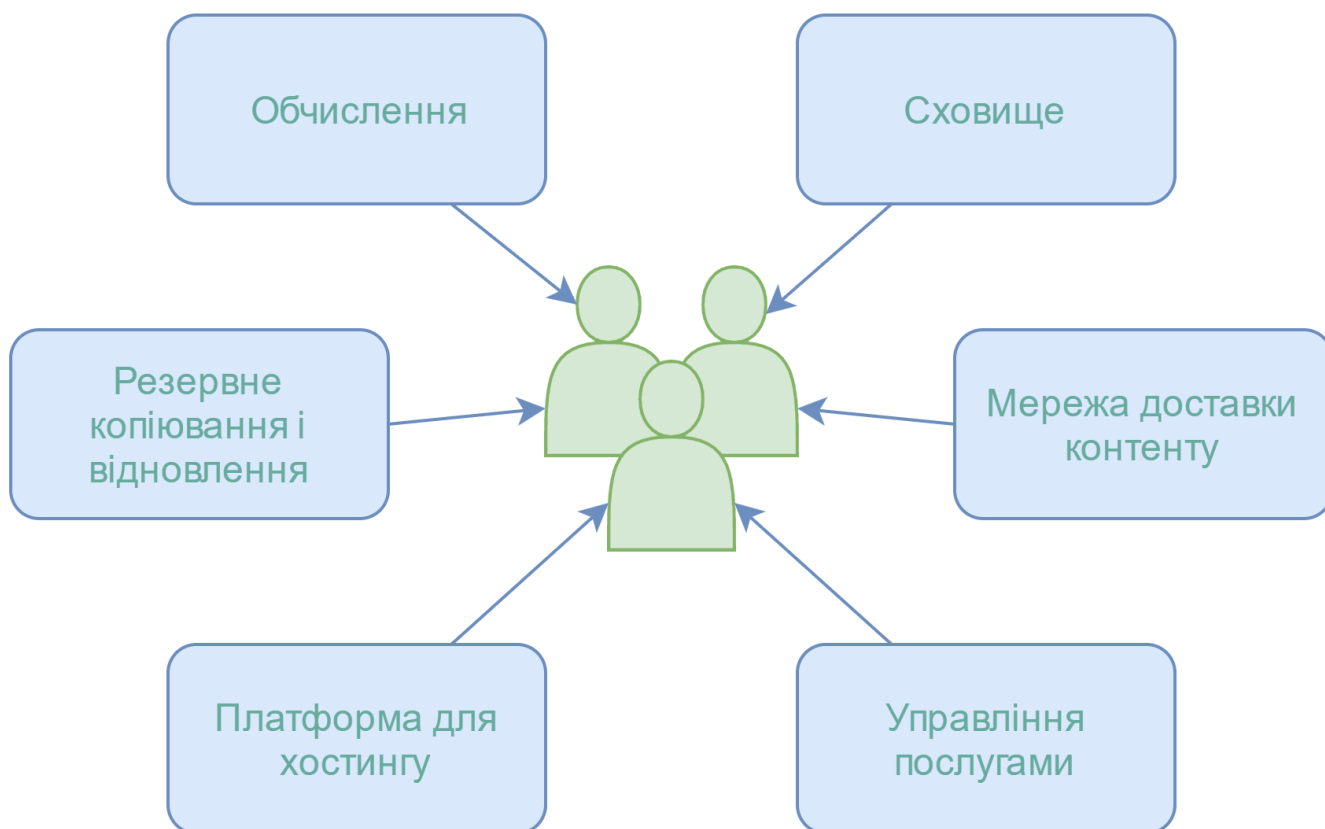 Обчислення
Сховище
Резервне
копіювання і
відновлення
Мережа доставки
контенту
Платформа для
хостингу
Управління
послугами